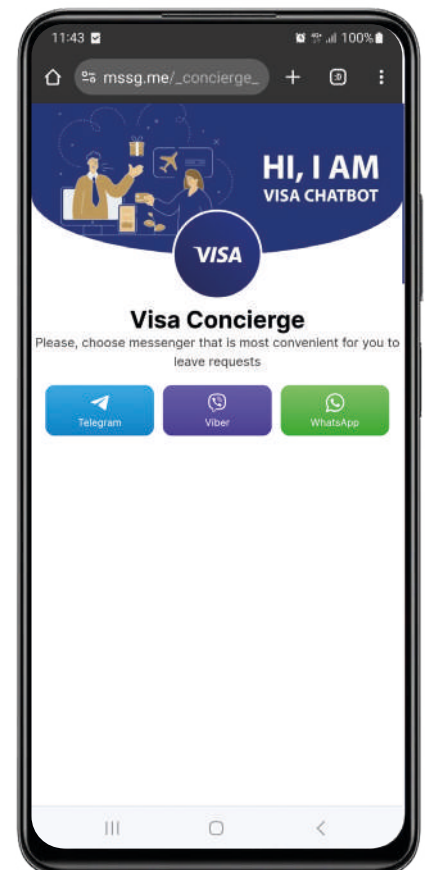 11:43
100%
mssg.me/_concierge_
HI, I AM
VISA CHATBOT
VISA
Visa Concierge
Please, choose messenger that is most convenient for you to
leave requests
Telegram
Viber
WhatsApp